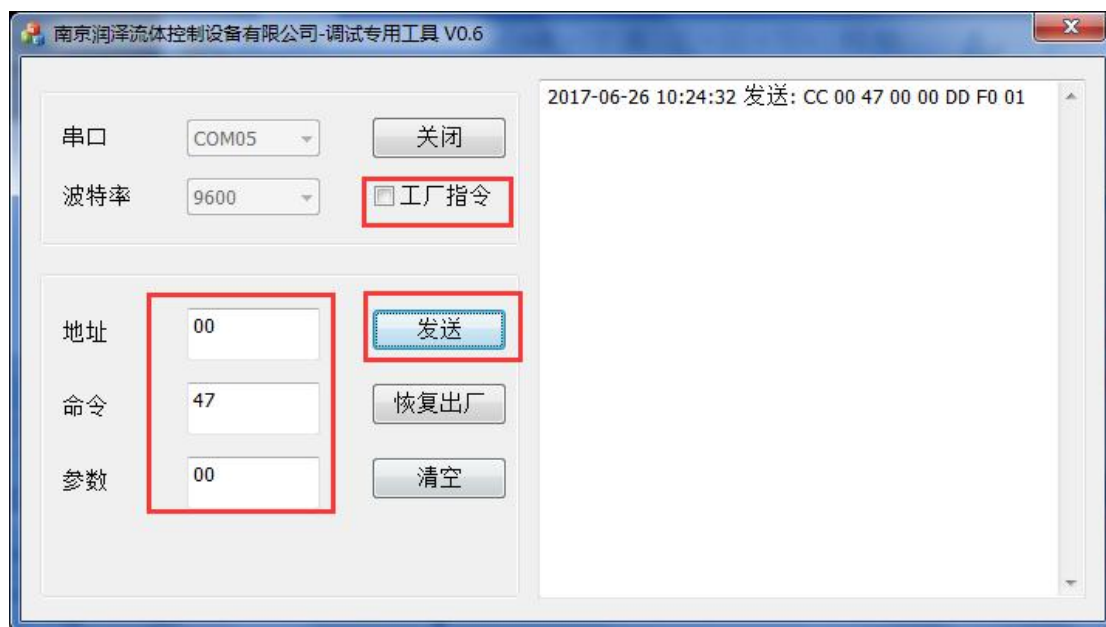 南京润泽流体控制设备有限公司-调试专用工具 V0.6
串口 COM05 关闭
波特率 9600 工厂指令
地址 00 发送
命令 47 恢复出厂
参数 00 清空
2017-06-26 10:24:32 发送: CC 00 47 00 00 DD F0 01